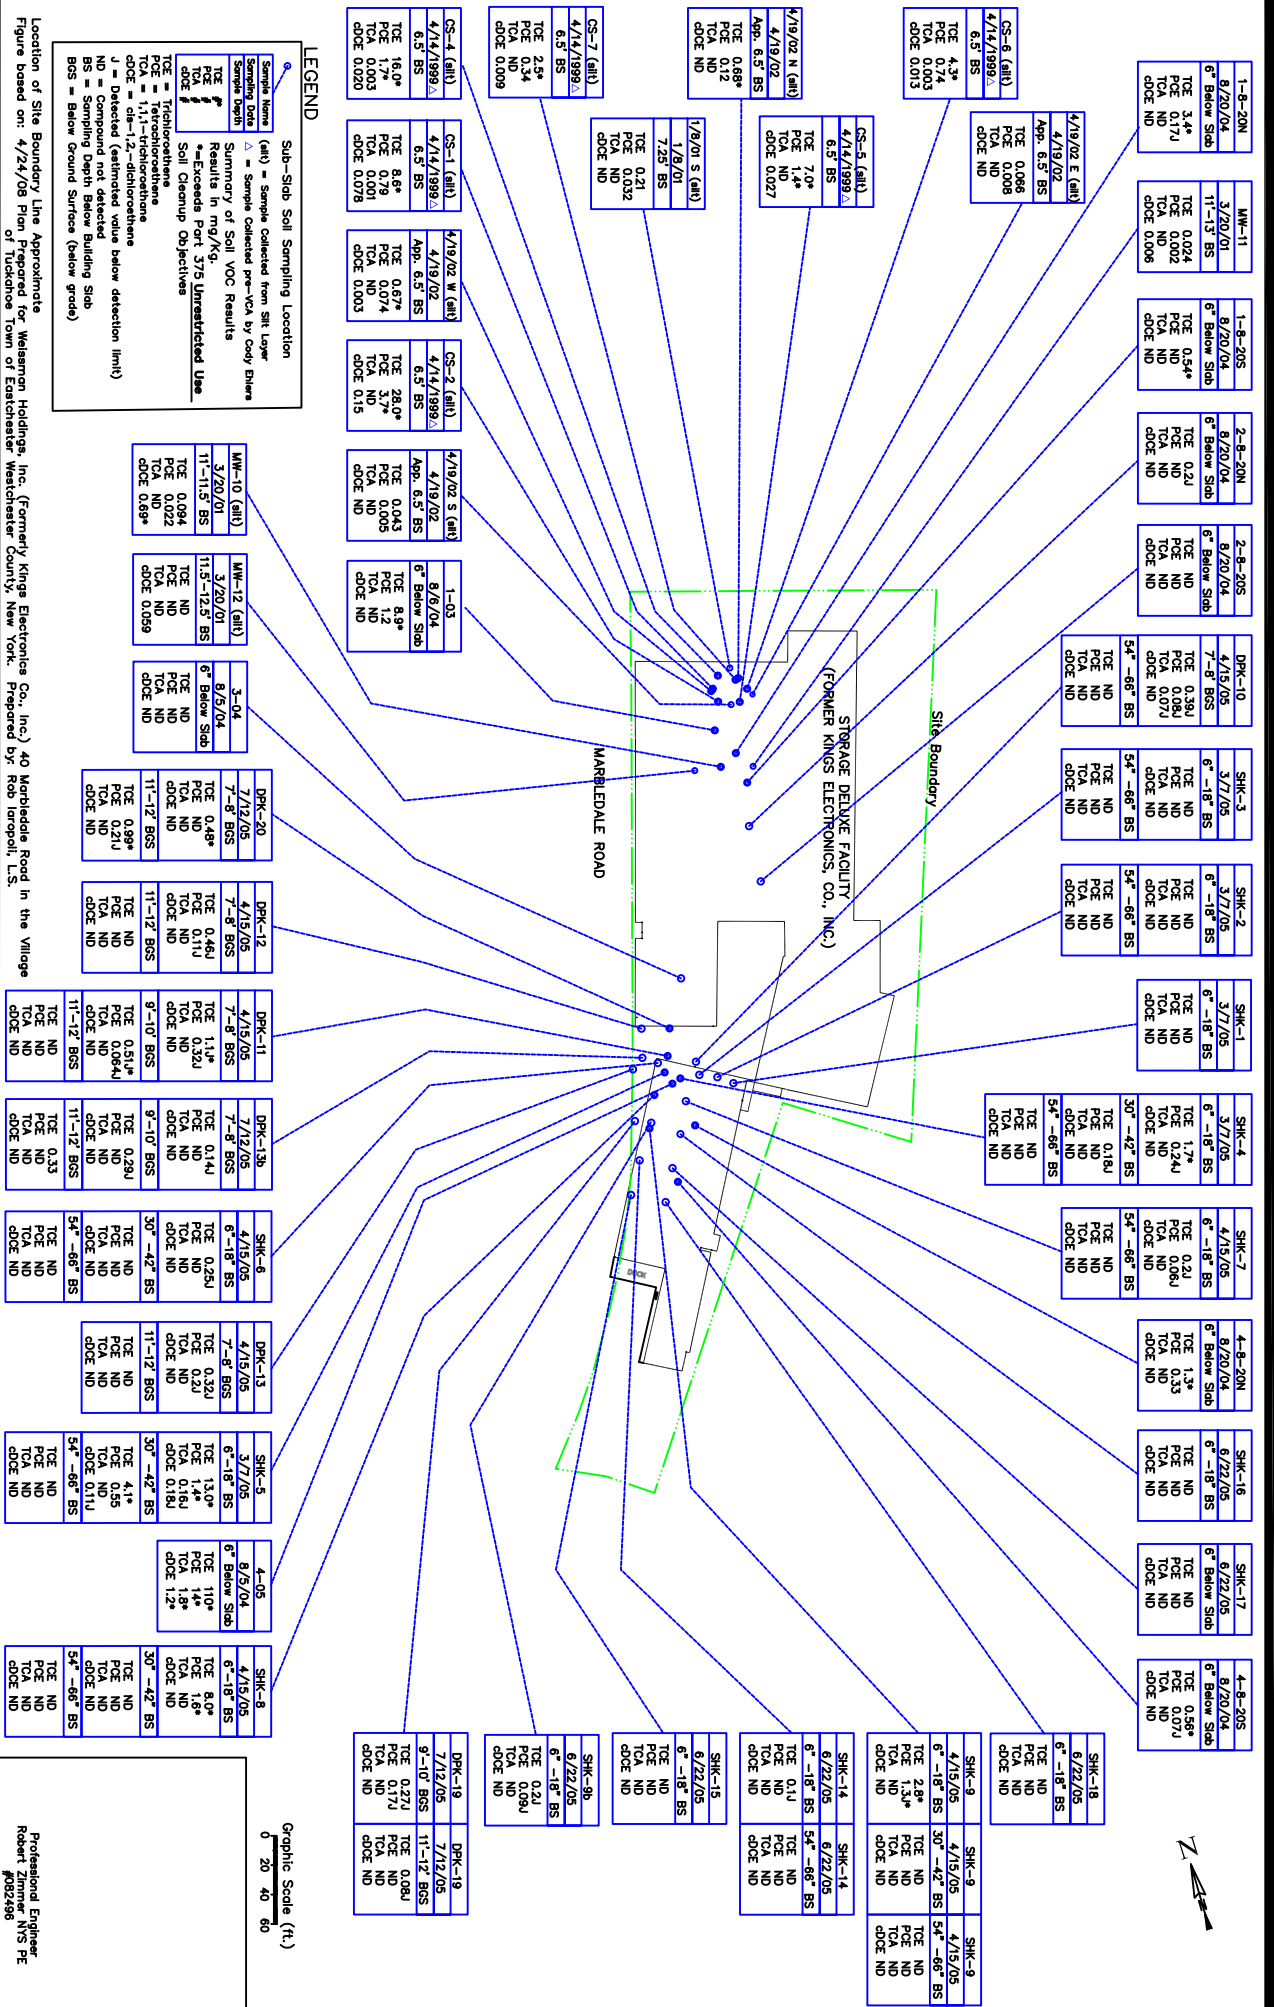 1-8-20N
8/20/04
6" Below Slab
TCE 3.4*
PCE 0.17J
TCA ND
cDCE ND
MW-11
3/20/01
11'-13' BS
TCE 0.024
PCE 0.002
TCA ND
cDCE 0.006
1-8-20S
8/20/04
6" Below Slab
TCE 0.54*
PCE ND
TCA ND
cDCE ND
2-8-20N
8/20/04
6" Below Slab
TCE 0.2J
PCE ND
TCA ND
cDCE ND
2-8-20S
8/20/04
6" Below Slab
TCE ND
PCE ND
TCA ND
cDCE ND
DPK-10
4/15/05
7'-8' BGS
TCE 0.39J
PCE 0.08J
TCA ND
cDCE 0.07J
54" -66" BS
TCE ND
PCE ND
TCA ND
cDCE ND
SHK-3
3/7/05
6" -18" BS
TCE ND
PCE ND
TCA ND
cDCE ND
54" -66" BS
TCE ND
PCE ND
TCA ND
cDCE ND
SHK-2
3/7/05
6" -18" BS
TCE ND
PCE ND
TCA ND
cDCE ND
54" -66" BS
TCE ND
PCE ND
TCA ND
cDCE ND
SHK-1
3/7/05
6" -18" BS
TCE ND
PCE ND
TCA ND
cDCE ND
SHK-4
3/7/05
6" -18" BS
TCE 1.7*
PCE 0.24J
TCA ND
cDCE ND
30" -42" BS
TCE 0.18J
PCE ND
TCA ND
cDCE ND
54" -66" BS
TCE ND
PCE ND
TCA ND
cDCE ND
SHK-7
4/15/05
6" -18" BS
TCE 0.2J
PCE 0.06J
TCA ND
cDCE ND
54" -66" BS
TCE ND
PCE ND
TCA ND
cDCE ND
4-8-20N
8/20/04
6" Below Slab
TCE 1.3*
PCE 0.33
TCA ND
cDCE ND
SHK-16
6/22/05
6" -18" BS
TCE ND
PCE ND
TCA ND
cDCE ND
SHK-17
6/22/05
6" Below Slab
TCE ND
PCE ND
TCA ND
cDCE ND
4-8-20S
8/20/04
6" Below Slab
TCE 0.56*
PCE 0.07J
TCA ND
cDCE ND
CS-6 (silt)
4/14/1999△
6.5' BS
TCE 4.3*
PCE 0.74
TCA 0.003
cDCE 0.013
4/19/02 E (silt)
4/19/02
App. 6.5' BS
TCE 0.066
PCE 0.008
TCA ND
cDCE ND
4/19/02 N (silt)
4/19/02
App. 6.5' BS
TCE 0.68*
PCE 0.12
TCA ND
cDCE ND
CS-5 (silt)
4/14/1999△
6.5' BS
TCE 7.0*
PCE 1.4*
TCA ND
cDCE 0.027
CS-7 (silt)
4/14/1999△
6.5' BS
TCE 2.5*
PCE 0.34
TCA ND
cDCE 0.009
1/8/01 S (silt)
1/8/01
7.25' BS
TCE 0.21
PCE 0.032
TCA ND
cDCE ND
CS-4 (silt)
4/14/1999△
6.5' BS
TCE 16.0*
PCE 1.7*
TCA 0.003
cDCE 0.020
CS-1 (silt)
4/14/1999△
6.5' BS
TCE 8.6*
PCE 0.79
TCA 0.001
cDCE 0.078
4/19/02 W (silt)
4/19/02
App. 6.5' BS
TCE 0.67*
PCE 0.074
TCA ND
cDCE 0.003
CS-2 (silt)
4/14/1999△
6.5' BS
TCE 28.0*
PCE 3.7*
TCA ND
cDCE 0.15
4/19/02 S (silt)
4/19/02
App. 6.5' BS
TCE 0.043
PCE 0.005
TCA ND
cDCE ND
1-03
8/6/04
6" Below Slab
TCE 8.9*
PCE 1.2
TCA ND
cDCE ND
Site Boundary
STORAGE DELUXE FACILITY
(FORMER KINGS ELECTRONICS, CO., INC.)
MARBLEDALE ROAD
DOCK
MW-10 (silt)
3/20/01
11'-11.5' BS
TCE 0.094
PCE 0.022
TCA ND
cDCE 0.69*
MW-12 (silt)
3/20/01
11.5'-12.5' BS
TCE ND
PCE ND
TCA ND
cDCE 0.059
3-04
8/5/04
6" Below Slab
TCE ND
PCE ND
TCA ND
cDCE ND
DPK-20
7/12/05
7'-8' BGS
TCE 0.48*
PCE ND
TCA ND
cDCE ND
11'-12' BGS
TCE 0.99*
PCE 0.21J
TCA ND
cDCE ND
DPK-12
4/15/05
7'-8' BGS
TCE 0.46J
PCE 0.11J
TCA ND
cDCE ND
11'-12' BGS
TCE ND
PCE ND
TCA ND
cDCE ND
DPK-11
4/15/05
7'-8' BGS
TCE 1.1*
PCE 0.32J
TCA ND
cDCE ND
9'-10' BGS
TCE 0.51J*
PCE 0.064J
TCA ND
cDCE ND
11'-12' BGS
TCE ND
PCE ND
TCA ND
cDCE ND
DPK-13b
7/12/05
7'-8' BGS
TCE 0.14J
PCE ND
TCA ND
cDCE ND
9'-10' BGS
TCE 0.29J
PCE ND
TCA ND
cDCE ND
11'-12' BGS
TCE 0.33
PCE ND
TCA ND
cDCE ND
SHK-6
4/15/05
6"-18" BS
TCE 0.25J
PCE ND
TCA ND
cDCE ND
30" -42" BS
TCE ND
PCE ND
TCA ND
cDCE ND
54" -66" BS
TCE ND
PCE ND
TCA ND
cDCE ND
DPK-13
4/15/05
7'-8' BGS
TCE 0.32J
PCE 0.2J
TCA ND
cDCE ND
11'-12' BGS
TCE ND
PCE ND
TCA ND
cDCE ND
SHK-5
3/7/05
6"-18" BS
TCE 13.0*
PCE 1.4*
TCA 0.16J
cDCE 0.18J
30" -42" BS
TCE 4.1*
PCE 0.55
TCA ND
cDCE 0.11J
54" -66" BS
TCE ND
PCE ND
TCA ND
cDCE ND
4-05
8/5/04
6" Below Slab
TCE 110*
PCE 14*
TCA 1.8*
cDCE 1.2*
SHK-8
4/15/05
6"-18" BS
TCE 8.0*
PCE 1.6*
TCA ND
cDCE ND
30" -42" BS
TCE ND
PCE ND
TCA ND
cDCE ND
54" -66" BS
TCE ND
PCE ND
TCA ND
cDCE ND
SHK-18
6/22/05
6" -18" BS
TCE ND
PCE ND
TCA ND
cDCE ND
SHK-9
4/15/05
6" -18" BS
TCE 2.8*
PCE 1.3J*
TCA ND
cDCE ND
SHK-9
4/15/05
30" -42" BS
TCE ND
PCE ND
TCA ND
cDCE ND
SHK-9
4/15/05
54" -66" BS
TCE ND
PCE ND
TCA ND
cDCE ND
SHK-14
6/22/05
6" -18" BS
TCE 0.1J
PCE ND
TCA ND
cDCE ND
SHK-14
6/22/05
54" -66" BS
TCE ND
PCE ND
TCA ND
cDCE ND
SHK-15
6/22/05
6" -18" BS
TCE ND
PCE ND
TCA ND
cDCE ND
SHK-9b
6/22/05
6" -18" BS
TCE 0.2J
PCE 0.09J
TCA ND
cDCE ND
DPK-19
7/12/05
9'-10' BGS
TCE 0.27J
PCE 0.17J
TCA ND
cDCE ND
DPK-19
7/12/05
11'-12' BGS
TCE 0.08J
PCE ND
TCA ND
cDCE ND
N
LEGEND
Sub-Slab Soil Sampling Location
Sample Name
Sampling Date
Sample Depth
TCE #*
PCE #
TCA #
cDCE #
(silt) = Sample Collected from Silt Layer
△ = Sample Collected pre-VCA by Cody Ehlers
Summary of Soil VOC Results
Results in mg/Kg.
*=Exceeds Part 375 Unrestricted Use
Soil Cleanup Objectives
TCE = Trichloroethene
PCE = Tetrachloroethene
TCA = 1,1,1-trichloroethane
cDCE = cis-1,2,-dichloroethene
J = Detected (estimated value below detection limit)
ND = Compound not detected
BS = Sampling Depth Below Building Slab
BGS = Below Ground Surface (below grade)
Location of Site Boundary Line Approximate
Figure based on: 4/24/08 Plan Prepared for Weissman Holdings, Inc. (Formerly Kings Electronics Co., Inc.) 40 Marbledale Road in the Village
of Tuckahoe Town of Eastchester Westchester County, New York. Prepared by: Rob Iaropoli, L.S.
Graphic Scale (ft.)
0 20 40 60
Professional Engineer
Robert Zimmer NYS PE
#082496